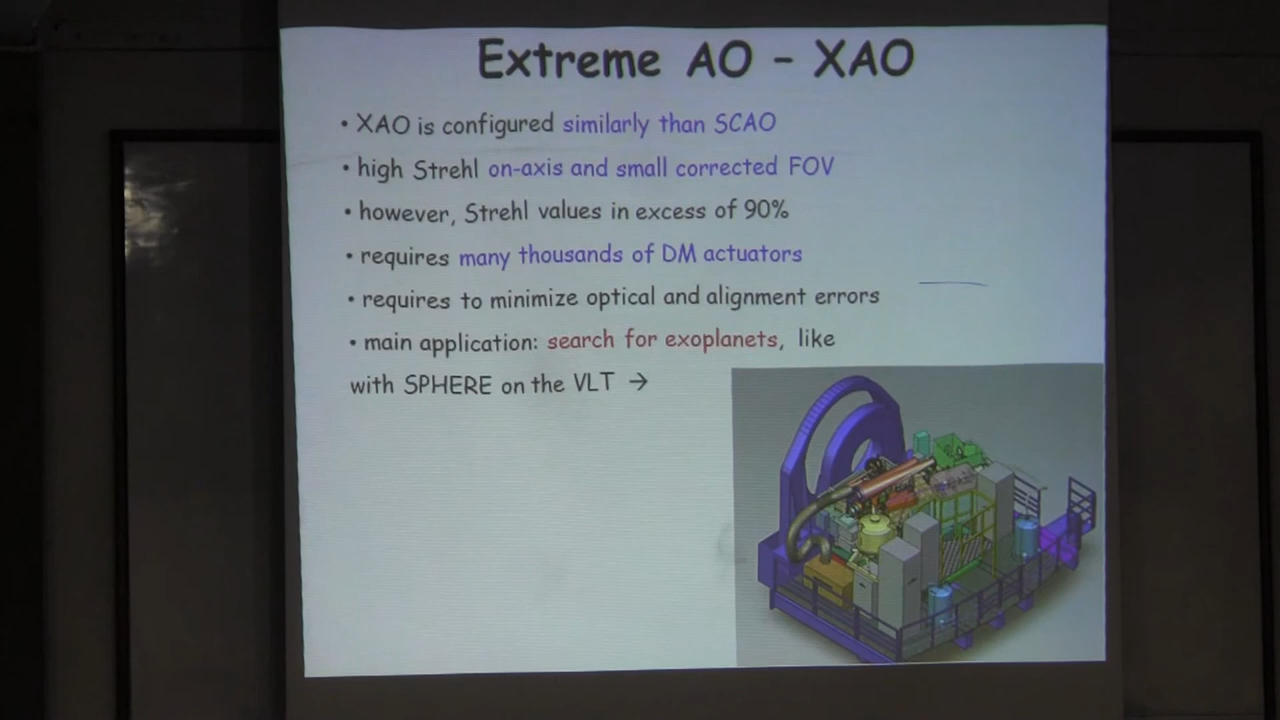 Extreme AO - XAO
• XAO is configured similarly than SCAO
• high Strehl on-axis and small corrected FOV
• however, Strehl values in excess of 90%
• requires many thousands of DM actuators
• requires to minimize optical and alignment errors
• main application: search for exoplanets, like
with SPHERE on the VLT →